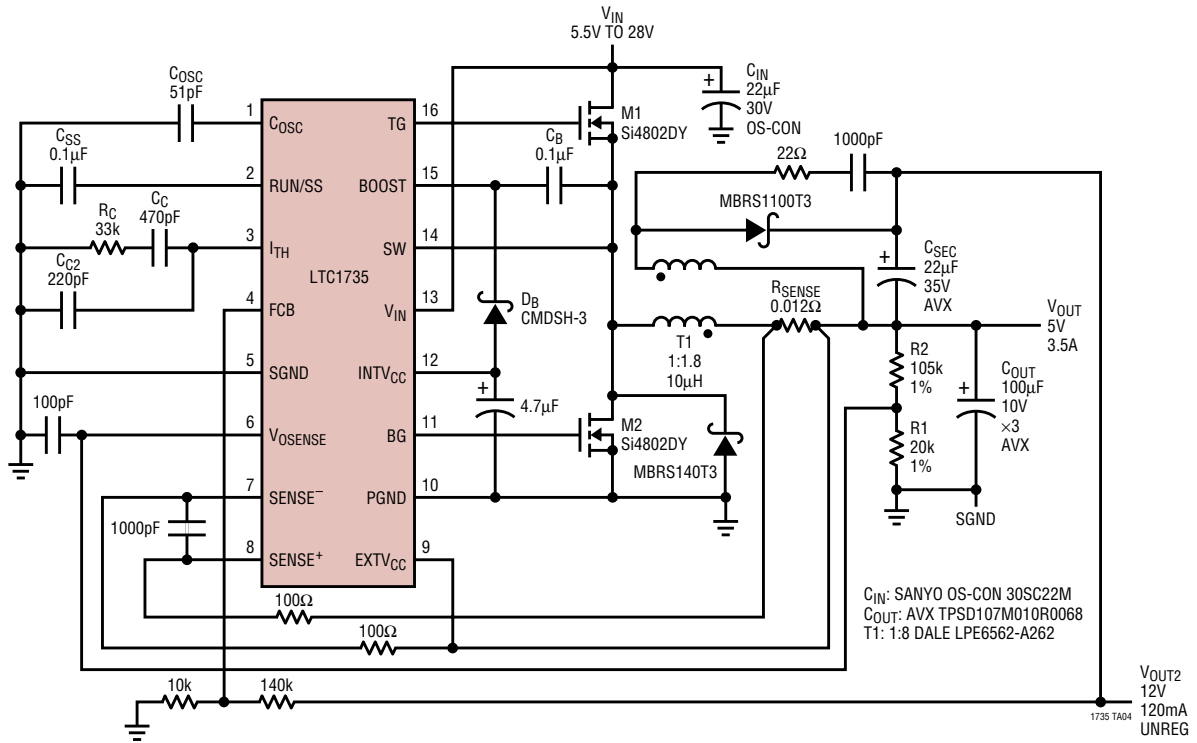 VIN
5.5V TO 28V
COSC
51pF
CSS
0.1µF
RC
33k
CC
470pF
CC2
220pF
100pF
1
COSC
2
RUN/SS
3
ITH
4
FCB
5
SGND
6
VOSENSE
7
SENSE–
8
SENSE+
LTC1735
16
TG
15
BOOST
14
SW
13
VIN
12
INTVCC
11
BG
10
PGND
9
EXTVCC
1000pF
100Ω
100Ω
10k
140k
CB
0.1µF
DB
CMDSH-3
+
4.7µF
M1
Si4802DY
+
CIN
22µF
30V
OS-CON
22Ω
1000pF
MBRS1100T3
+
CSEC
22µF
35V
AVX
RSENSE
0.012Ω
T1
1:1.8
10µH
M2
Si4802DY
MBRS140T3
VOUT
5V
3.5A
R2
105k
1%
R1
20k
1%
+
COUT
100µF
10V
×3
AVX
SGND
CIN: SANYO OS-CON 30SC22M
COUT: AVX TPSD107M010R0068
T1: 1:8 DALE LPE6562-A262
VOUT2
12V
120mA
UNREG
1735 TA04